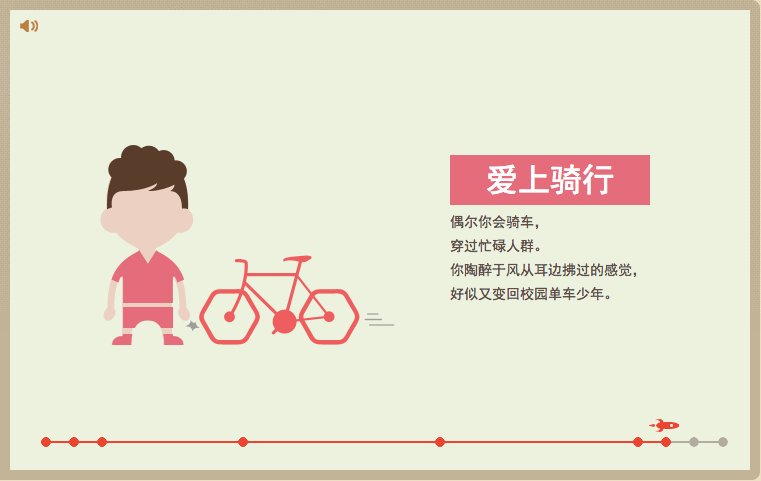 爱上骑行
偶尔你会骑车，
穿过忙碌人群。
你陶醉于风从耳边拂过的感觉，
好似又变回校园单车少年。